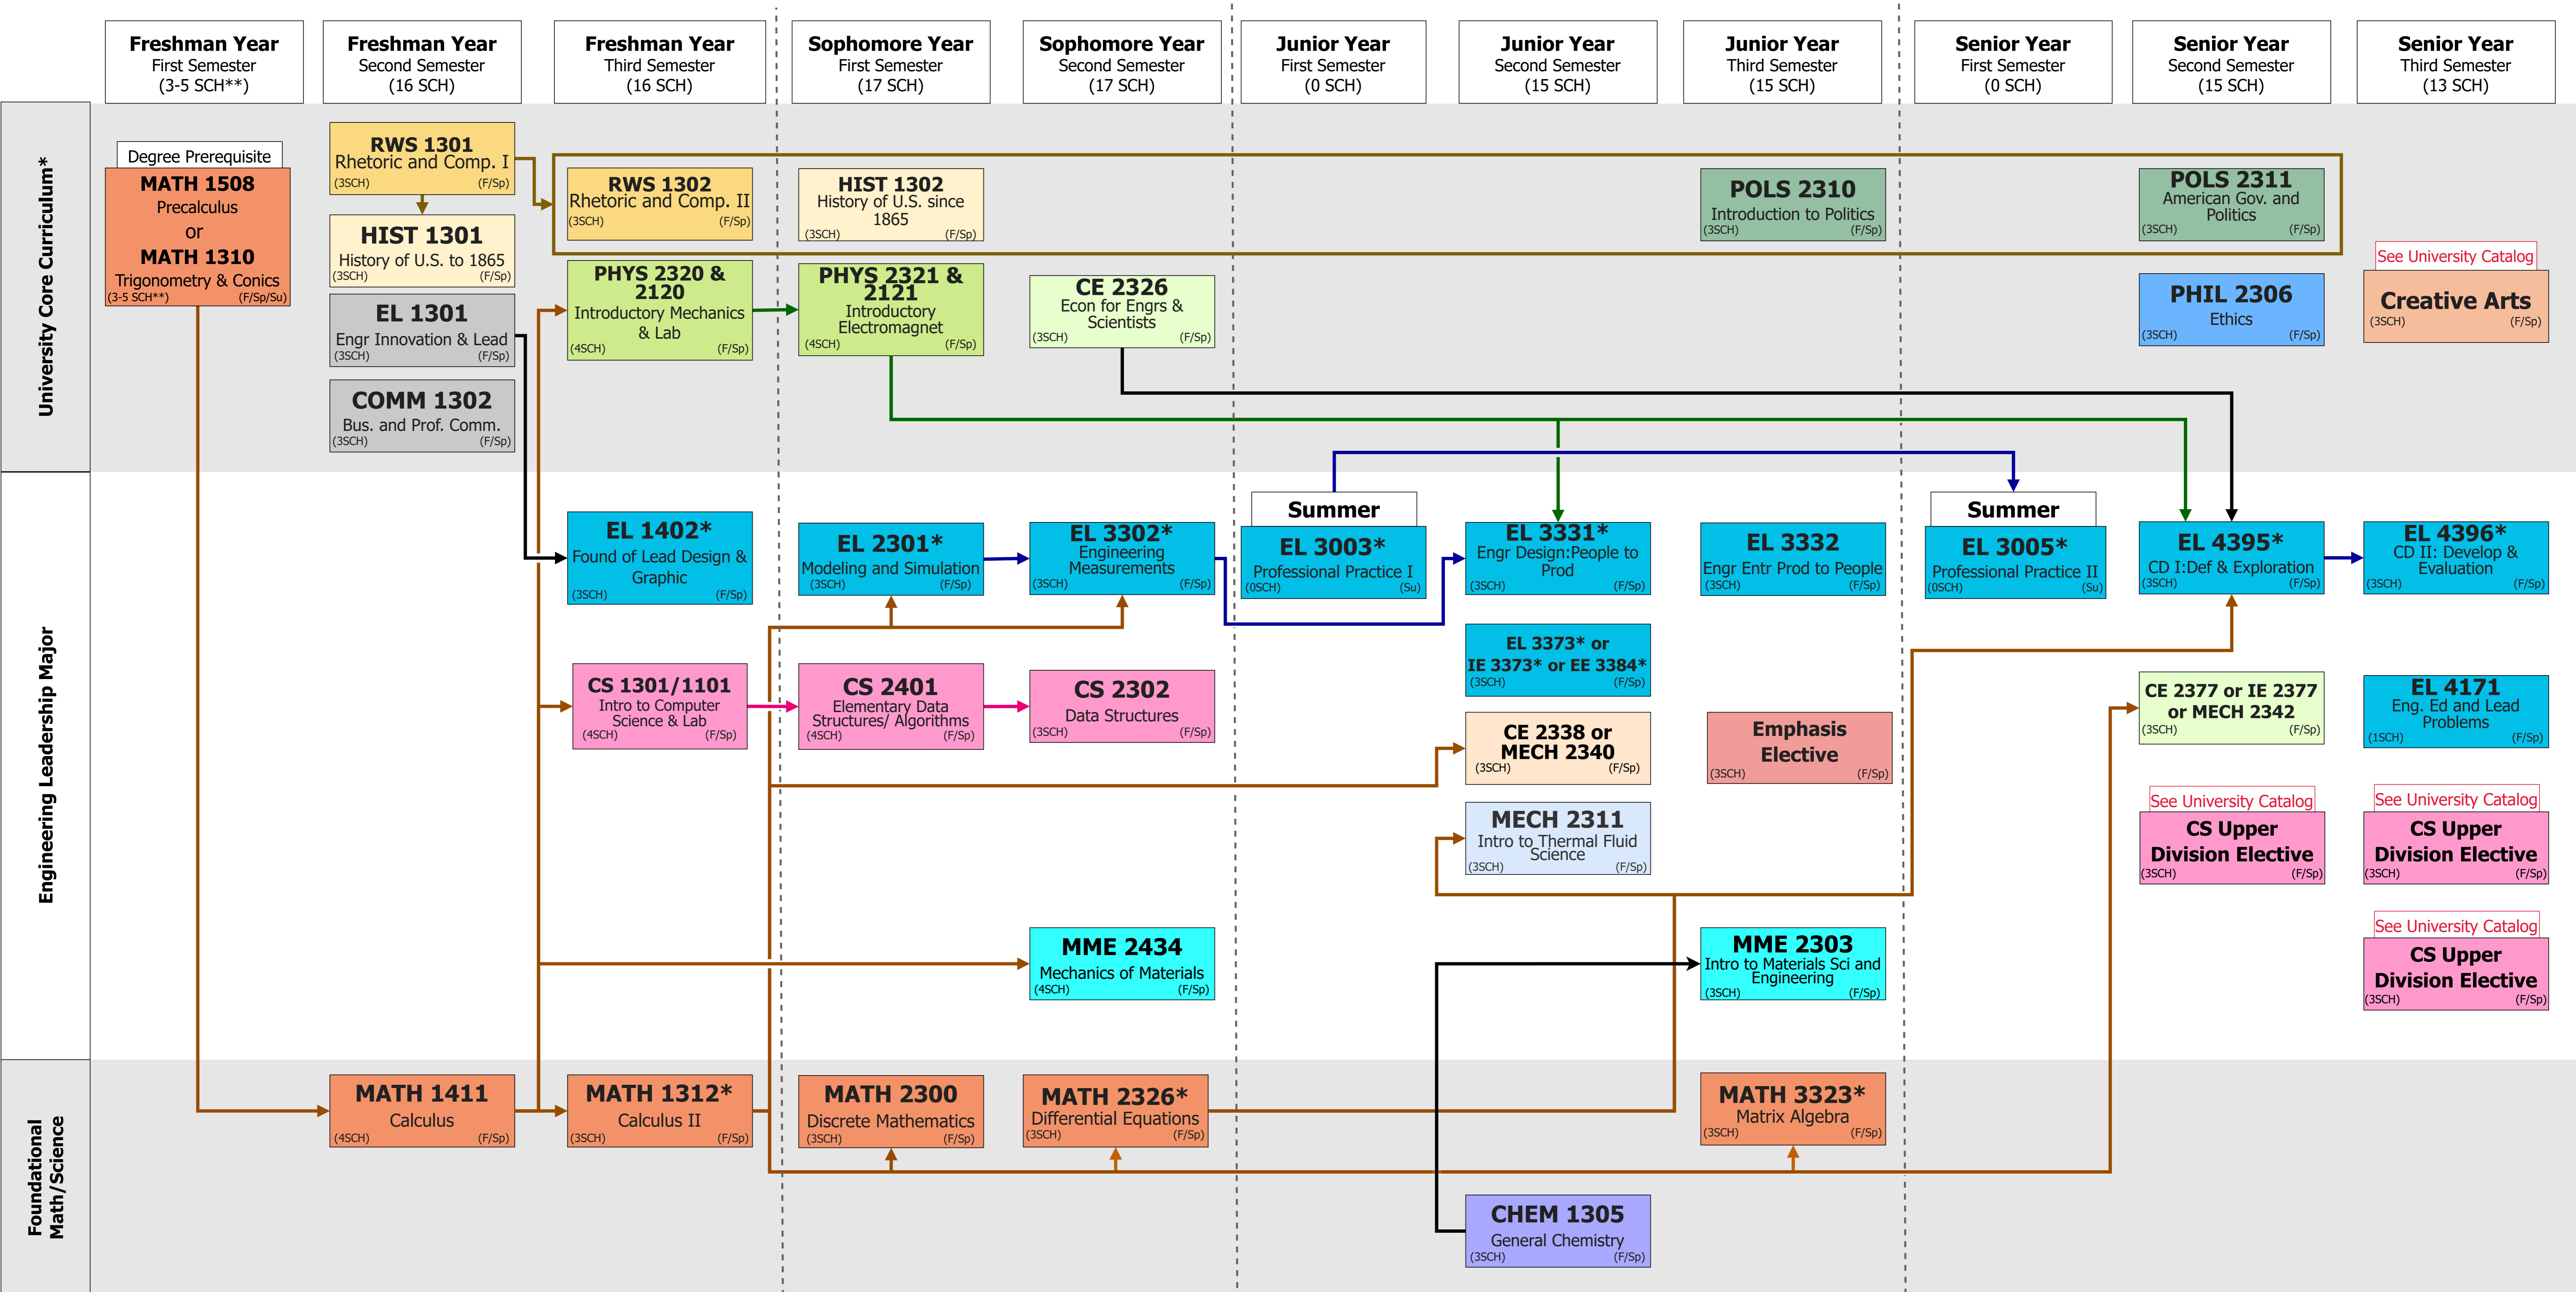 Freshman Year
First Semester
(3-5 SCH**)
Freshman Year
Second Semester
(16 SCH)
Freshman Year
Third Semester
(16 SCH)
Sophomore Year
First Semester
(17 SCH)
Sophomore Year
Second Semester
(17 SCH)
Junior Year
First Semester
(0 SCH)
Junior Year
Second Semester
(15 SCH)
Junior Year
Third Semester
(15 SCH)
Senior Year
First Semester
(0 SCH)
Senior Year
Second Semester
(15 SCH)
Senior Year
Third Semester
(13 SCH)
University Core Curriculum*
Degree Prerequisite
MATH 1508
Precalculus
or
MATH 1310
Trigonometry & Conics
(3-5 SCH**) (F/Sp/Su)
RWS 1301
Rhetoric and Comp. I
(3SCH) (F/Sp)
HIST 1301
History of U.S. to 1865
(3SCH) (F/Sp)
EL 1301
Engr Innovation & Lead
(3SCH) (F/Sp)
COMM 1302
Bus. and Prof. Comm.
(3SCH) (F/Sp)
RWS 1302
Rhetoric and Comp. II
(3SCH) (F/Sp)
PHYS 2320 &
2120
Introductory Mechanics
& Lab
(4SCH) (F/Sp)
HIST 1302
History of U.S. since
1865
(3SCH) (F/Sp)
PHYS 2321 &
2121
Introductory
Electromagnet
(4SCH) (F/Sp)
CE 2326
Econ for Engrs &
Scientists
(3SCH) (F/Sp)
POLS 2310
Introduction to Politics
(3SCH) (F/Sp)
POLS 2311
American Gov. and
Politics
(3SCH) (F/Sp)
PHIL 2306
Ethics
(3SCH) (F/Sp)
See University Catalog
Creative Arts
(3SCH) (F/Sp)
Engineering Leadership Major
EL 1402*
Found of Lead Design &
Graphic
(3SCH) (F/Sp)
CS 1301/1101
Intro to Computer
Science & Lab
(4SCH) (F/Sp)
EL 2301*
Modeling and Simulation
(3SCH) (F/Sp)
CS 2401
Elementary Data
Structures/ Algorithms
(4SCH) (F/Sp)
EL 3302*
Engineering
Measurements
(3SCH) (F/Sp)
CS 2302
Data Structures
(3SCH) (F/Sp)
MME 2434
Mechanics of Materials
(4SCH) (F/Sp)
Summer
EL 3003*
Professional Practice I
(0SCH) (Su)
EL 3331*
Engr Design:People to
Prod
(3SCH) (F/Sp)
EL 3373* or
IE 3373* or EE 3384*
(3SCH) (F/Sp)
CE 2338 or
MECH 2340
(3SCH) (F/Sp)
MECH 2311
Intro to Thermal Fluid
Science
(3SCH) (F/Sp)
EL 3332
Engr Entr Prod to People
(3SCH) (F/Sp)
Emphasis
Elective
(3SCH) (F/Sp)
MME 2303
Intro to Materials Sci and
Engineering
(3SCH) (F/Sp)
Summer
EL 3005*
Professional Practice II
(0SCH) (Su)
EL 4395*
CD I:Def & Exploration
(3SCH) (F/Sp)
CE 2377 or IE 2377
or MECH 2342
(3SCH) (F/Sp)
See University Catalog
CS Upper
Division Elective
(3SCH) (F/Sp)
EL 4396*
CD II: Develop &
Evaluation
(3SCH) (F/Sp)
EL 4171
Eng. Ed and Lead
Problems
(1SCH) (F/Sp)
See University Catalog
CS Upper
Division Elective
(3SCH) (F/Sp)
See University Catalog
CS Upper
Division Elective
(3SCH) (F/Sp)
Foundational
Math/Science
MATH 1411
Calculus
(4SCH) (F/Sp)
MATH 1312*
Calculus II
(3SCH) (F/Sp)
MATH 2300
Discrete Mathematics
(3SCH) (F/Sp)
MATH 2326*
Differential Equations
(3SCH) (F/Sp)
CHEM 1305
General Chemistry
(3SCH) (F/Sp)
MATH 3323*
Matrix Algebra
(3SCH) (F/Sp)